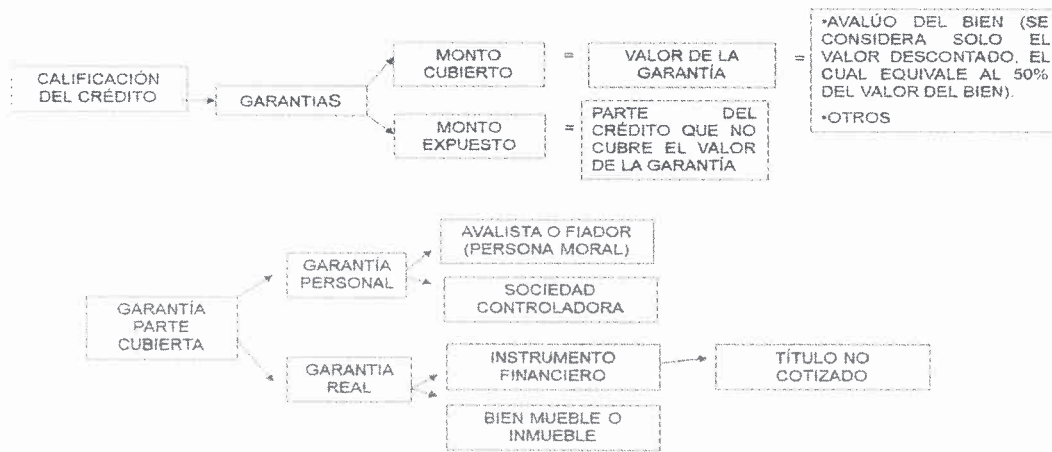 CALIFICACIÓN
DEL CRÉDITO
GARANTIAS
MONTO
CUBIERTO
=
VALOR DE LA
GARANTÍA
=
•AVALÚO DEL BIEN (SE
CONSIDERA SOLO EL
VALOR DESCONTADO, EL
CUAL EQUIVALE AL 50%
DEL VALOR DEL BIEN).
•OTROS
MONTO
EXPUESTO
=
PARTE DEL
CRÉDITO QUE NO
CUBRE EL VALOR
DE LA GARANTÍA
GARANTÍA
PARTE
CUBIERTA
GARANTÍA
PERSONAL
AVALISTA O FIADOR
(PERSONA MORAL)
SOCIEDAD
CONTROLADORA
GARANTIA
REAL
INSTRUMENTO
FINANCIERO
TÍTULO NO
COTIZADO
BIEN MUEBLE O
INMUEBLE